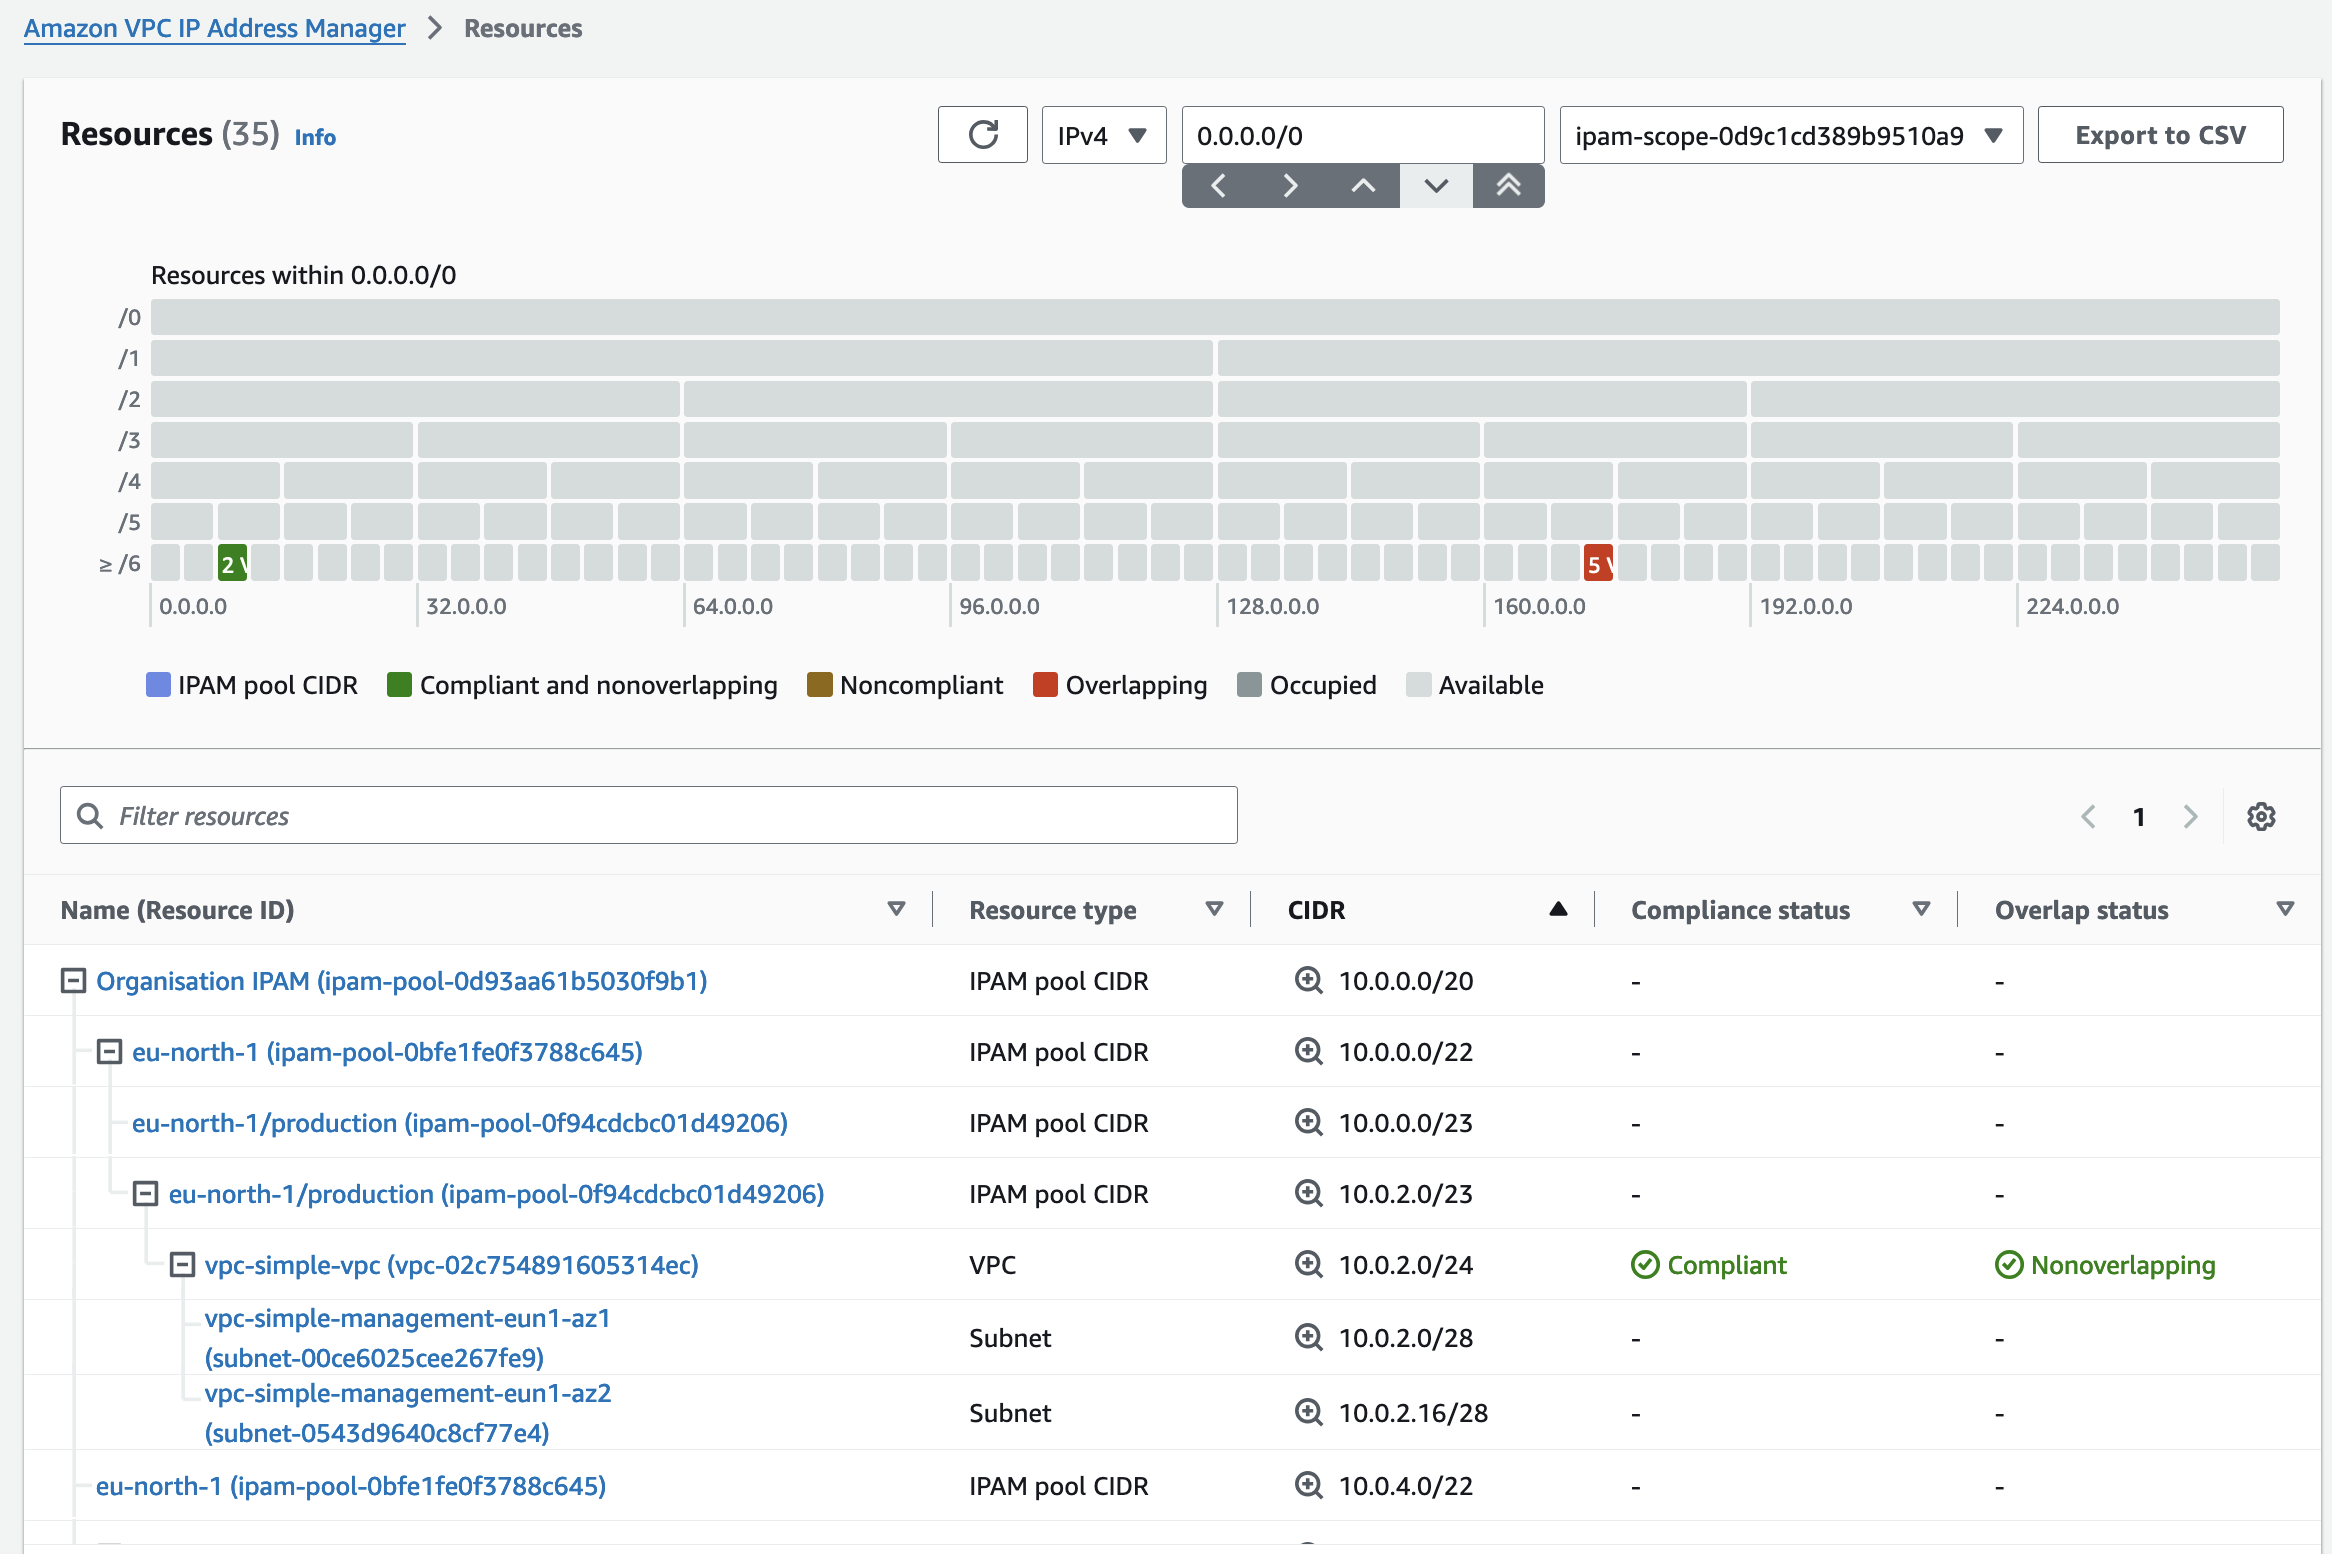 Amazon VPC IP Address Manager > Resources
Resources (35) Info
IPv4
0.0.0.0/0
ipam-scope-0d9c1cd389b9510a9
Export to CSV
Resources within 0.0.0.0/0
/0
/1
/2
/3
/4
/5
≥ /6
2 V
5 V
0.0.0.0 32.0.0.0 64.0.0.0 96.0.0.0 128.0.0.0 160.0.0.0 192.0.0.0 224.0.0.0
IPAM pool CIDR Compliant and nonoverlapping Noncompliant Overlapping Occupied Available
Filter resources
1
Name (Resource ID) Resource type CIDR Compliance status Overlap status
Organisation IPAM (ipam-pool-0d93aa61b5030f9b1) IPAM pool CIDR 10.0.0.0/20 - -
eu-north-1 (ipam-pool-0bfe1fe0f3788c645) IPAM pool CIDR 10.0.0.0/22 - -
eu-north-1/production (ipam-pool-0f94cdcbc01d49206) IPAM pool CIDR 10.0.0.0/23 - -
eu-north-1/production (ipam-pool-0f94cdcbc01d49206) IPAM pool CIDR 10.0.2.0/23 - -
vpc-simple-vpc (vpc-02c754891605314ec) VPC 10.0.2.0/24 Compliant Nonoverlapping
vpc-simple-management-eun1-az1
(subnet-00ce6025cee267fe9) Subnet 10.0.2.0/28 - -
vpc-simple-management-eun1-az2
(subnet-0543d9640c8cf77e4) Subnet 10.0.2.16/28 - -
eu-north-1 (ipam-pool-0bfe1fe0f3788c645) IPAM pool CIDR 10.0.4.0/22 - -